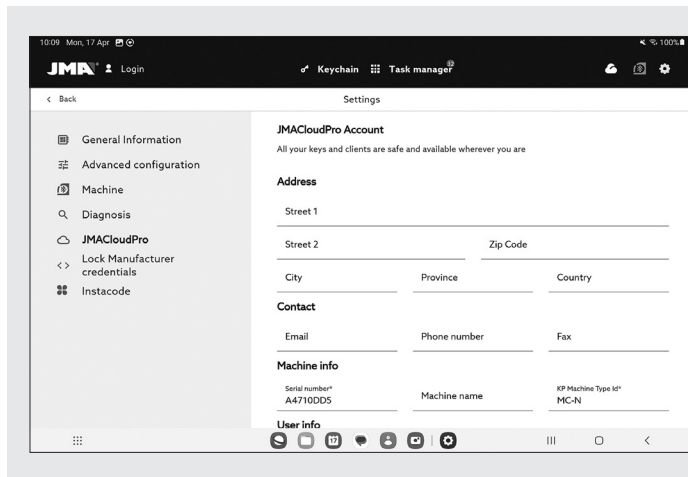 10:09 Mon, 17 Apr 100%
JMA Login Keychain Task manager 12
Back Settings
General Information
Advanced configuration
Machine
Diagnosis
JMACloudPro
Lock Manufacturer
credentials
Instacode
JMACloudPro Account
All your keys and clients are safe and available wherever you are
Address
Street 1
Street 2 Zip Code
City Province Country
Contact
Email Phone number Fax
Machine info
Serial number* KP Machine Type Id*
A4710DD5 Machine name MC-N
User info
17